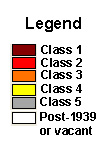 Legend
Class 1
Class 2
Class 3
Class 4
Class 5
Post-1939
or vacant